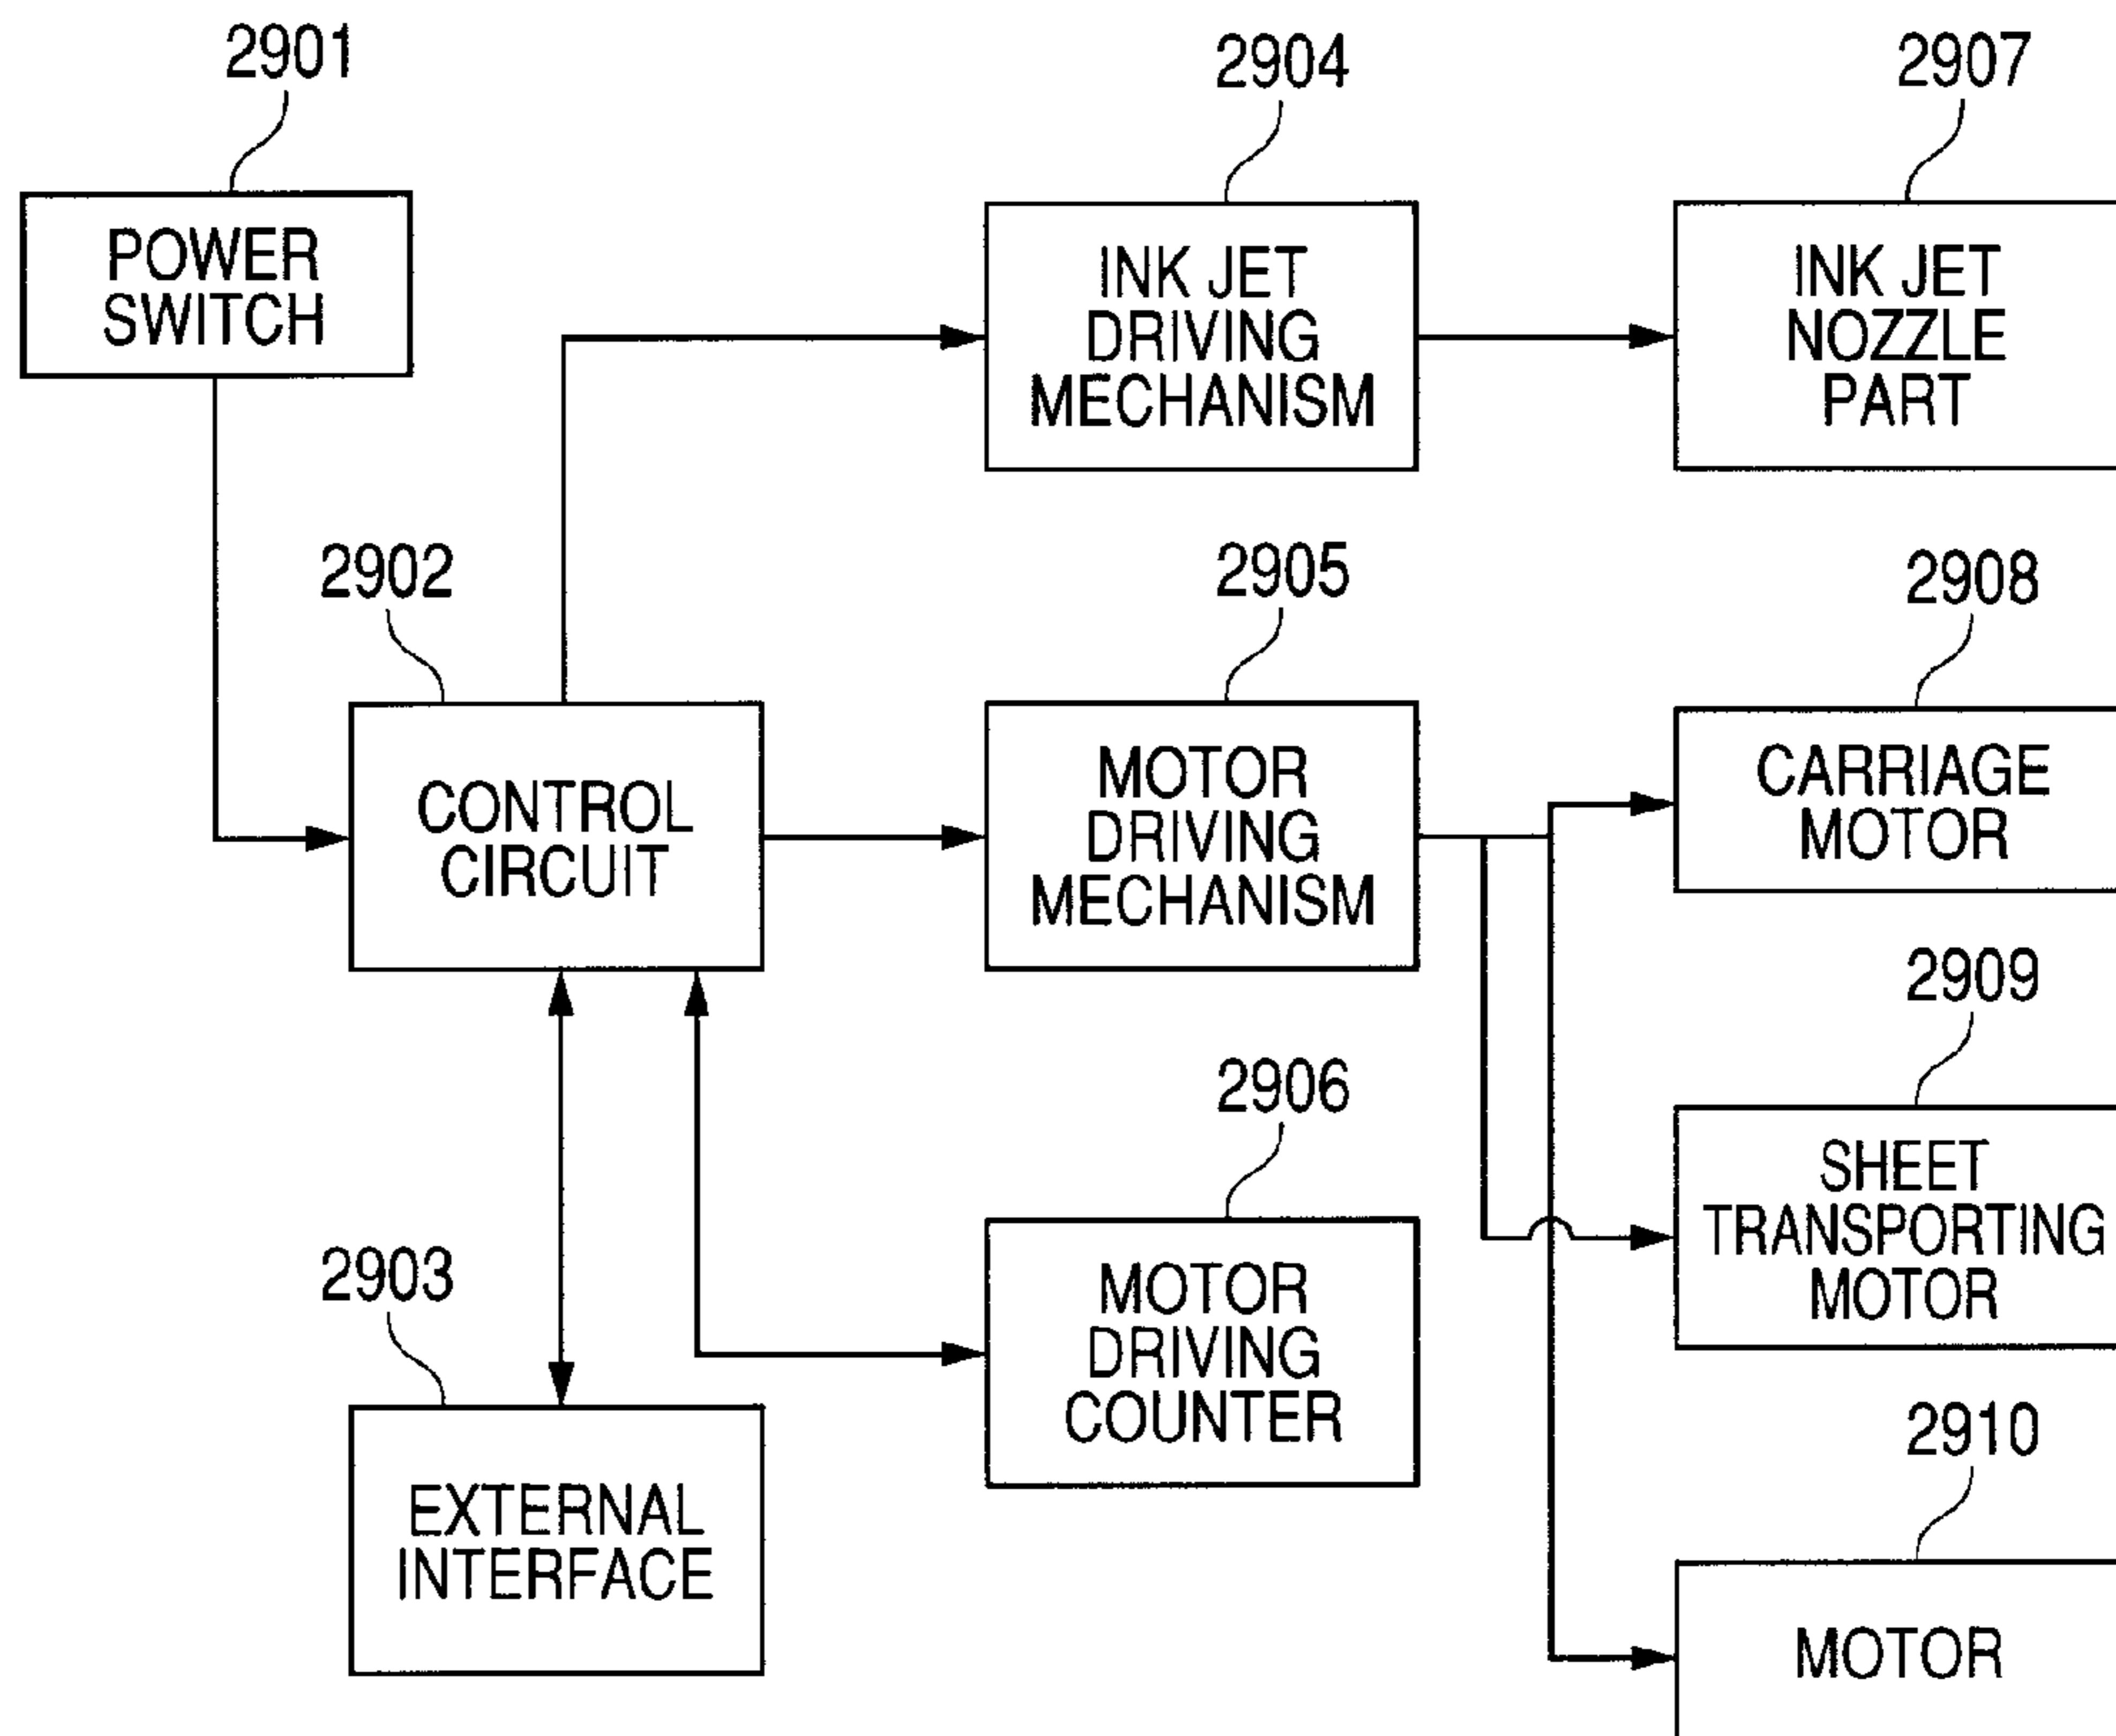 2901
POWER
SWITCH
2904
INK JET
DRIVING
MECHANISM
2907
INK JET
NOZZLE
PART
2902
CONTROL
CIRCUIT
2905
MOTOR
DRIVING
MECHANISM
2908
CARRIAGE
MOTOR
2909
SHEET
TRANSPORTING
MOTOR
2903
EXTERNAL
INTERFACE
2906
MOTOR
DRIVING
COUNTER
2910
MOTOR